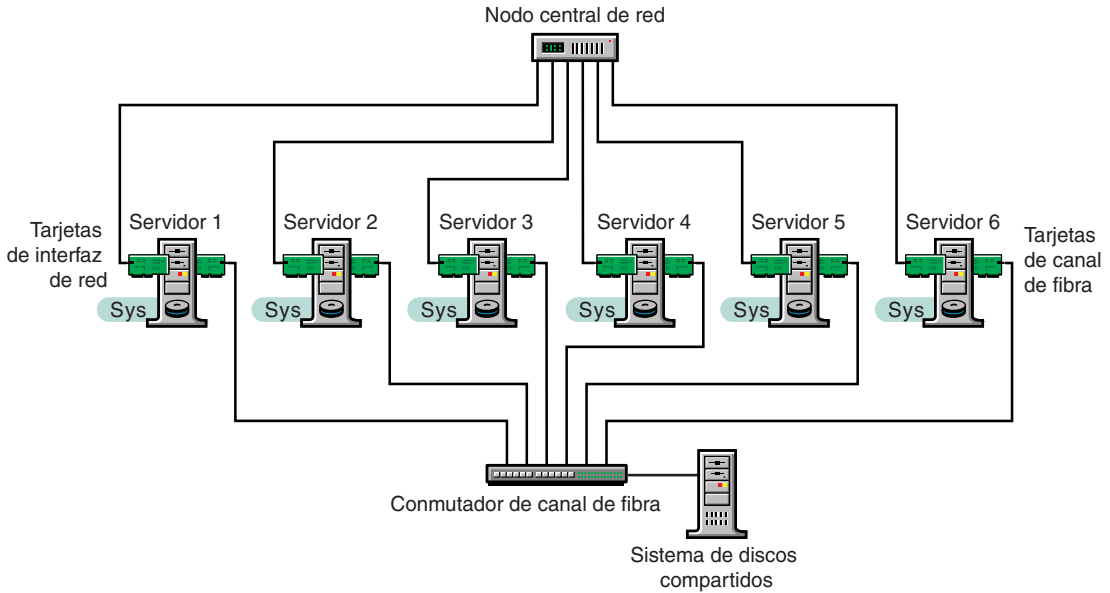 Nodo central de red
Servidor 1
Servidor 2
Servidor 3
Servidor 4
Servidor 5
Servidor 6
Tarjetas
de interfaz
de red
Tarjetas
de canal
de fibra
Sys
Sys
Sys
Sys
Sys
Sys
Conmutador de canal de fibra
Sistema de discos
compartidos